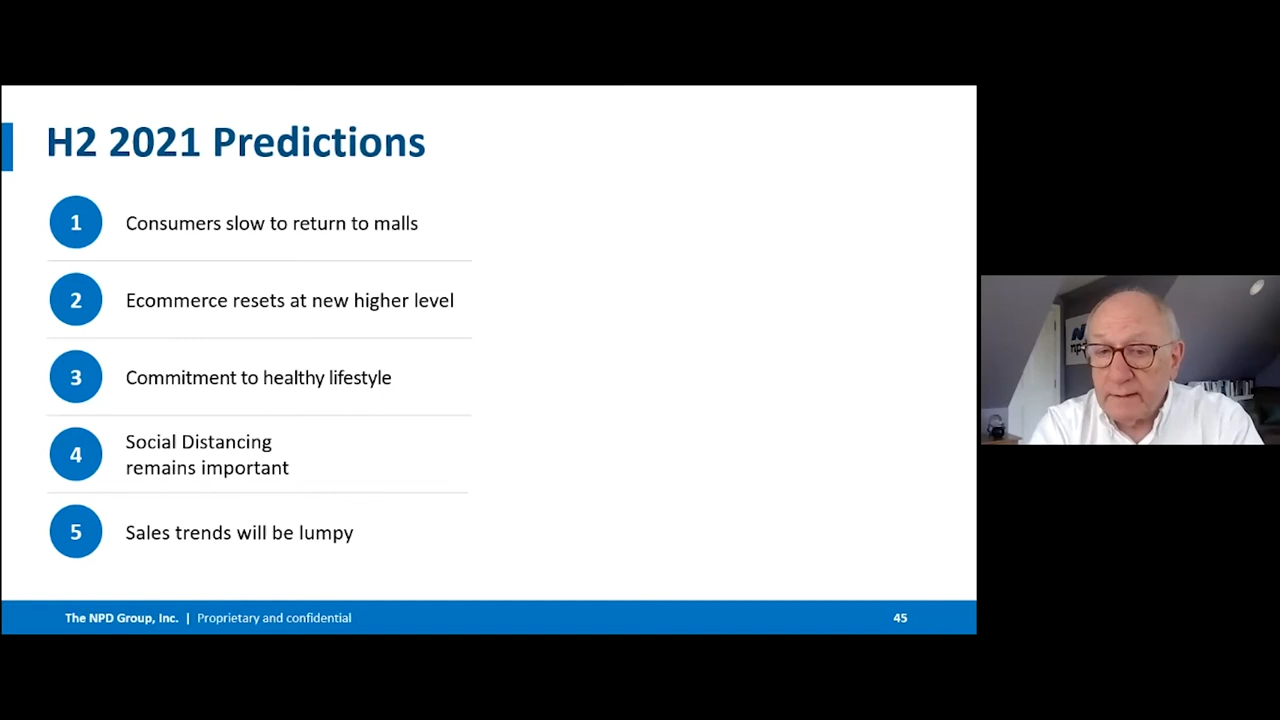 H2 2021 Predictions
1 Consumers slow to return to malls
2 Ecommerce resets at new higher level
3 Commitment to healthy lifestyle
4 Social Distancing
remains important
5 Sales trends will be lumpy
The NPD Group, Inc. | Proprietary and confidential 45